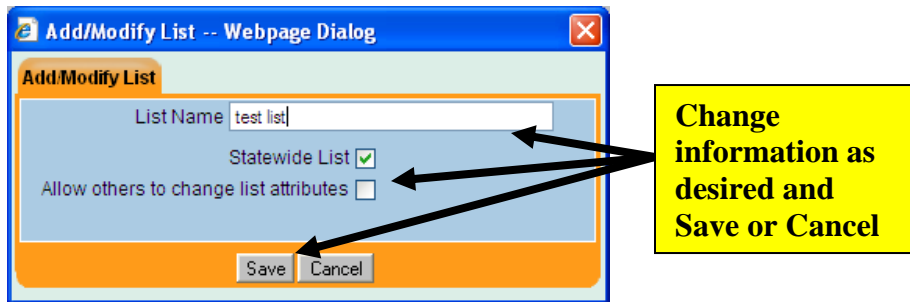 Add/Modify List -- Webpage Dialog
Add/Modify List
List Name test list
Statewide List
Allow others to change list attributes
Save Cancel
Change
information as
desired and
Save or Cancel